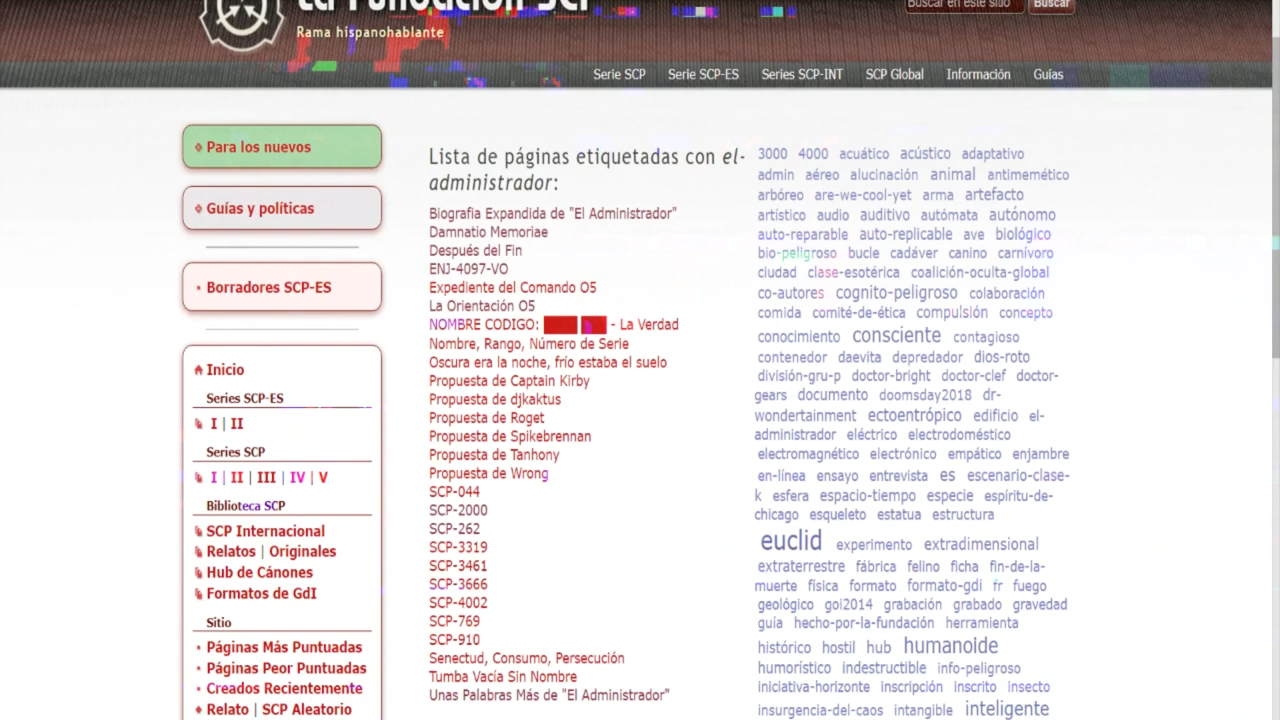 La Fundación SCP
Rama hispanohablante
Buscar en este sitio
Buscar
Serie SCP Serie SCP-ES Series SCP-INT SCP Global Información Guías
Para los nuevos
Guías y políticas
Borradores SCP-ES
Inicio
Series SCP-ES
I | II
Series SCP
I | II | III | IV | V
Biblioteca SCP
SCP Internacional
Relatos | Originales
Hub de Cánones
Formatos de GdI
Sitio
Páginas Más Puntuadas
Páginas Peor Puntuadas
Creados Recientemente
Relato | SCP Aleatorio
Lista de páginas etiquetadas con el-
administrador:
Biografia Expandida de "El Administrador"
Damnatio Memoriae
Después del Fin
ENJ-4097-VO
Expediente del Comando O5
La Orientación O5
NOMBRE CODIGO: - La Verdad
Nombre, Rango, Número de Serie
Oscura era la noche, frío estaba el suelo
Propuesta de Captain Kirby
Propuesta de djkaktus
Propuesta de Roget
Propuesta de Spikebrennan
Propuesta de Tanhony
Propuesta de Wrong
SCP-044
SCP-2000
SCP-262
SCP-3319
SCP-3461
SCP-3666
SCP-4002
SCP-769
SCP-910
Senectud, Consumo, Persecución
Tumba Vacía Sin Nombre
Unas Palabras Más de "El Administrador"
3000 4000 acuático acústico adaptativo
admin aéreo alucinación animal antimemético
arbóreo are-we-cool-yet arma artefacto
artístico audio auditivo autómata autónomo
auto-reparable auto-replicable ave biológico
bio-peligroso bucle cadáver canino carnívoro
ciudad clase-esotérica coalición-oculta-global
co-autores cognito-peligroso colaboración
comida comité-de-ética compulsión concepto
conocimiento consciente contagioso
contenedor daevita depredador dios-roto
división-gru-p doctor-bright doctor-clef doctor-
gears documento doomsday2018 dr-
wondertainment ectoentrópico edificio el-
administrador eléctrico electrodoméstico
electromagnético electrónico empático enjambre
en-línea ensayo entrevista es escenario-clase-
k esfera espacio-tiempo especie espíritu-de-
chicago esqueleto estatua estructura
euclid experimento extradimensional
extraterrestre fábrica felino ficha fin-de-la-
muerte física formato formato-gdi fr fuego
geológico goi2014 grabación grabado gravedad
guía hecho-por-la-fundación herramienta
histórico hostil hub humanoide
humorístico indestructible info-peligroso
iniciativa-horizonte inscripción inscrito insecto
insurgencia-del-caos intangible inteligente